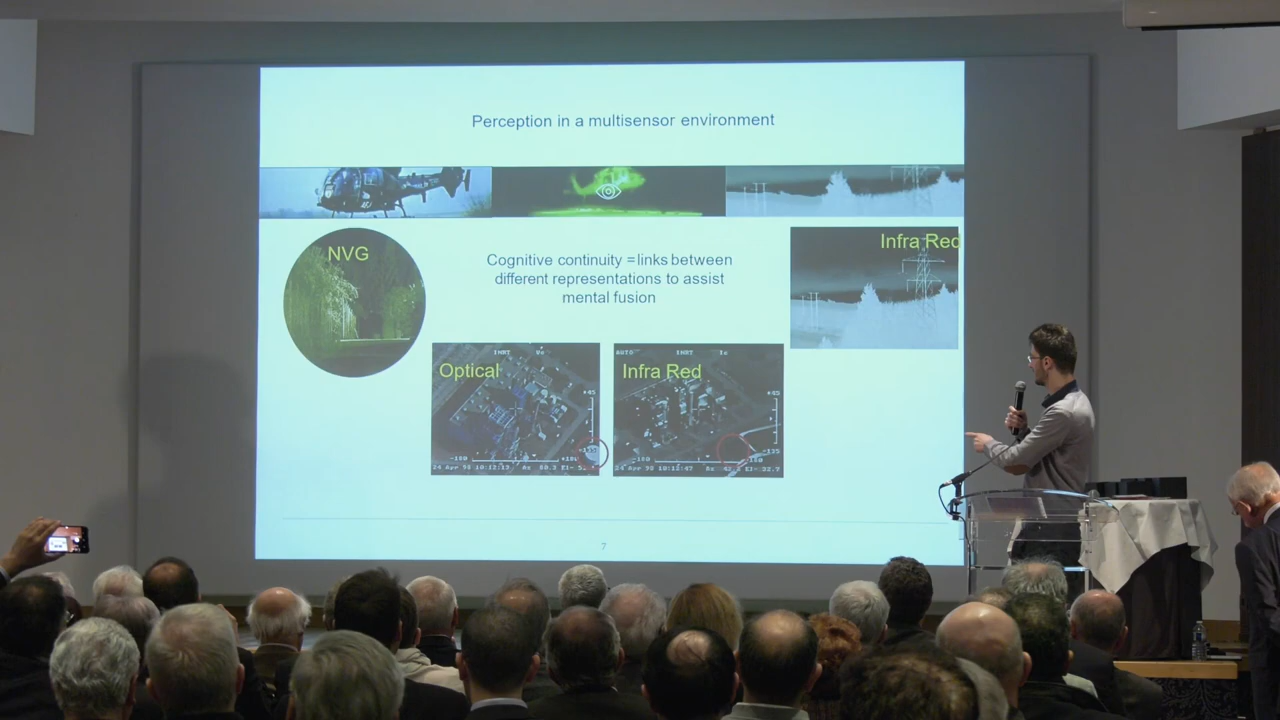 Perception in a multisensor environment
NVG
Cognitive continuity = links between
different representations to assist
mental fusion
Infra Red
Optical
Infra Red
7